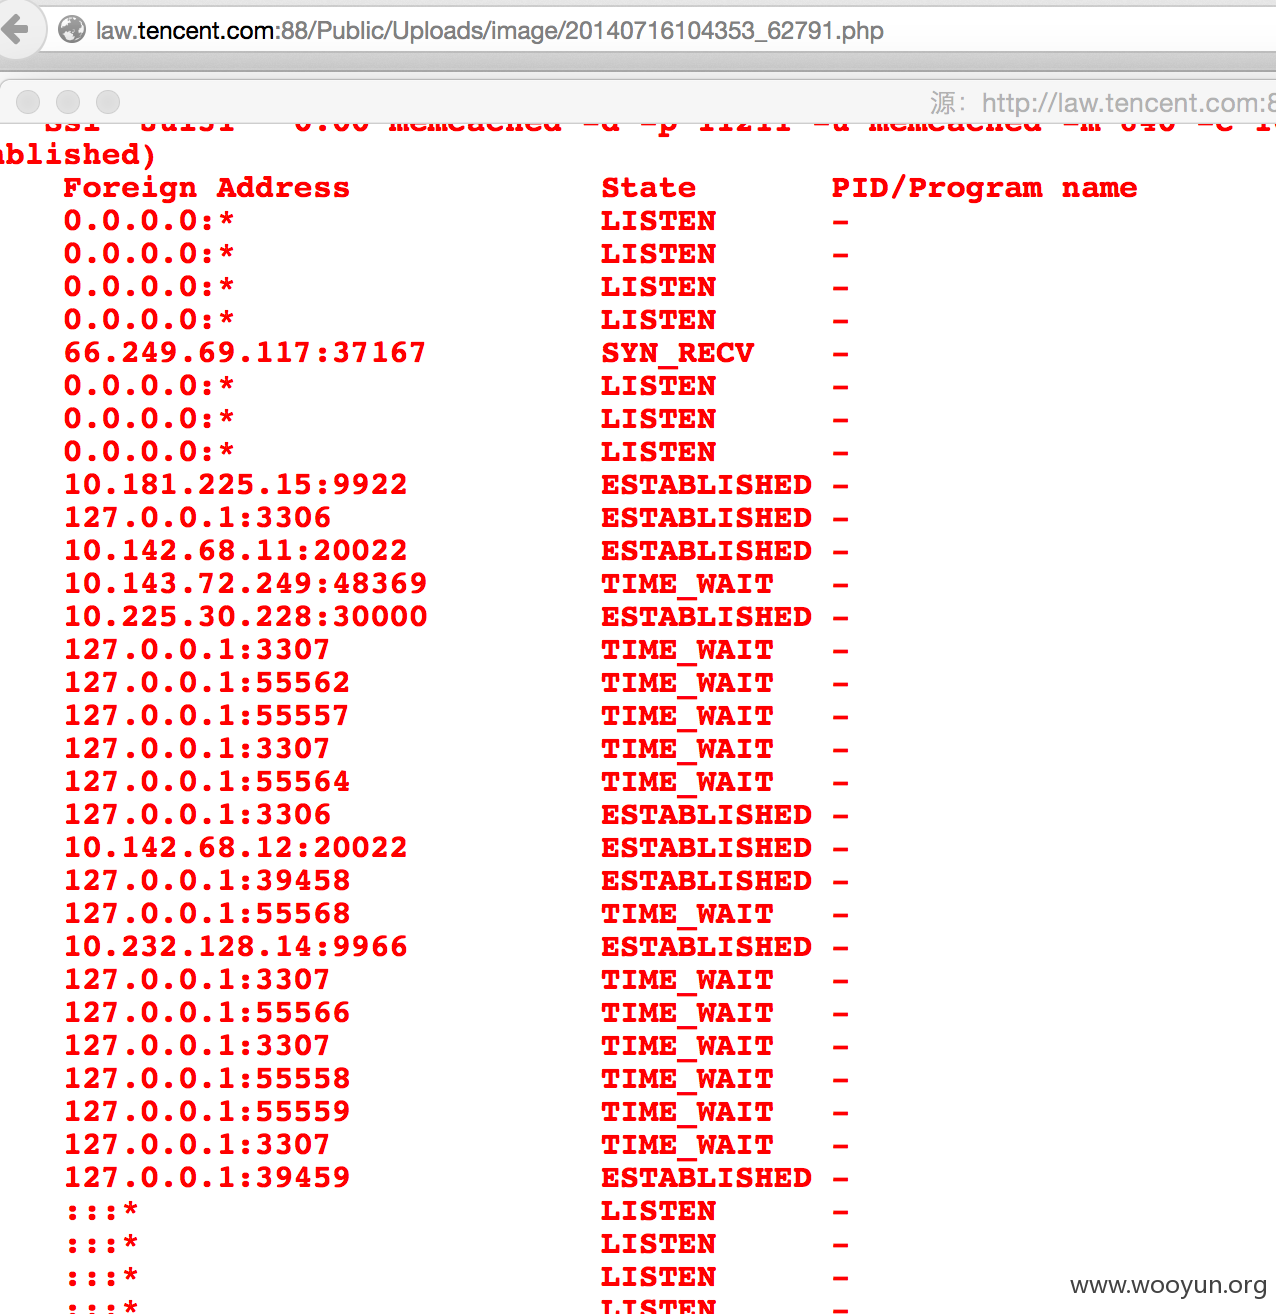 law.tencent.com:88/Public/Uploads/image/20140716104353_62791.php
源: http://law.tencent.com:8
Ssl Jul31 0:00 memcached -d -p 11211 -u memcached -m 640 -c
ablished)
Foreign Address State PID/Program name
0.0.0.0:* LISTEN -
0.0.0.0:* LISTEN -
0.0.0.0:* LISTEN -
0.0.0.0:* LISTEN -
66.249.69.117:37167 SYN_RECV -
0.0.0.0:* LISTEN -
0.0.0.0:* LISTEN -
0.0.0.0:* LISTEN -
10.181.225.15:9922 ESTABLISHED -
127.0.0.1:3306 ESTABLISHED -
10.142.68.11:20022 ESTABLISHED -
10.143.72.249:48369 TIME_WAIT -
10.225.30.228:30000 ESTABLISHED -
127.0.0.1:3307 TIME_WAIT -
127.0.0.1:55562 TIME_WAIT -
127.0.0.1:55557 TIME_WAIT -
127.0.0.1:3307 TIME_WAIT -
127.0.0.1:55564 TIME_WAIT -
127.0.0.1:3306 ESTABLISHED -
10.142.68.12:20022 ESTABLISHED -
127.0.0.1:39458 ESTABLISHED -
127.0.0.1:55568 TIME_WAIT -
10.232.128.14:9966 ESTABLISHED -
127.0.0.1:3307 TIME_WAIT -
127.0.0.1:55566 TIME_WAIT -
127.0.0.1:3307 TIME_WAIT -
127.0.0.1:55558 TIME_WAIT -
127.0.0.1:55559 TIME_WAIT -
127.0.0.1:3307 TIME_WAIT -
127.0.0.1:39459 ESTABLISHED -
:::* LISTEN -
:::* LISTEN -
:::* LISTEN -
:::* LISTEN -
www.wooyun.org